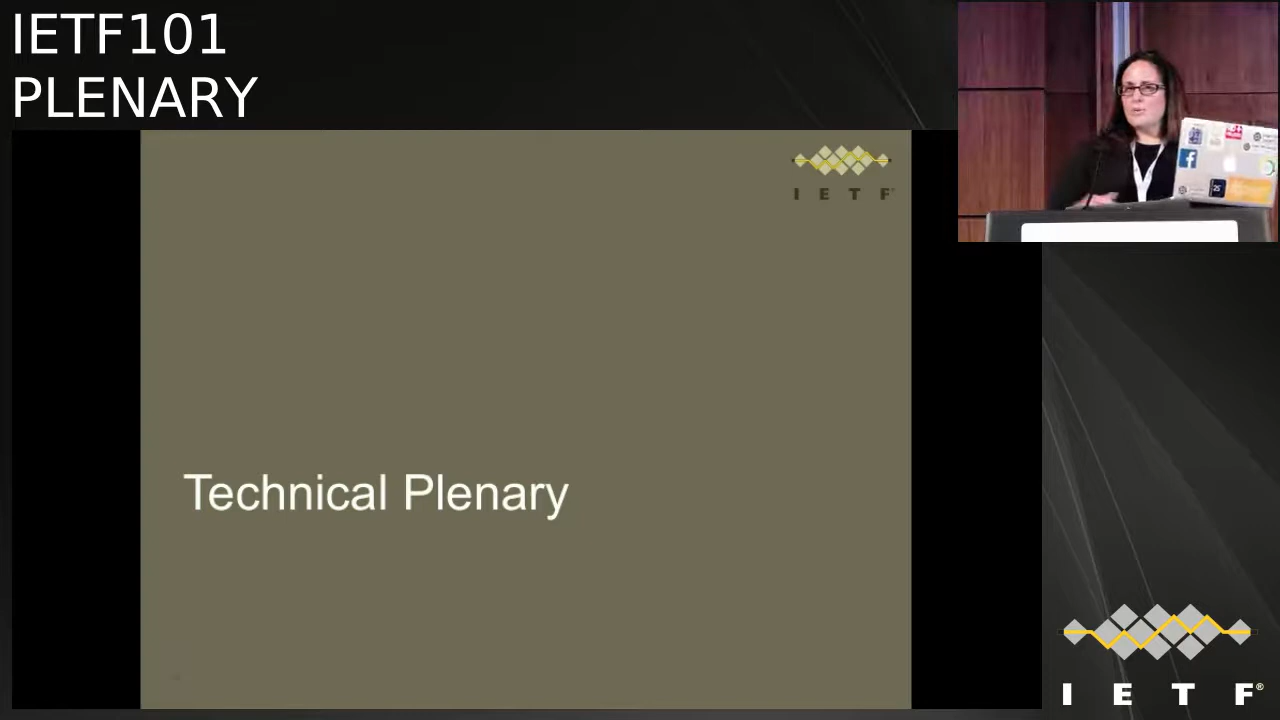 IETF101
PLENARY
I E T F
Technical Plenary
I E T F®